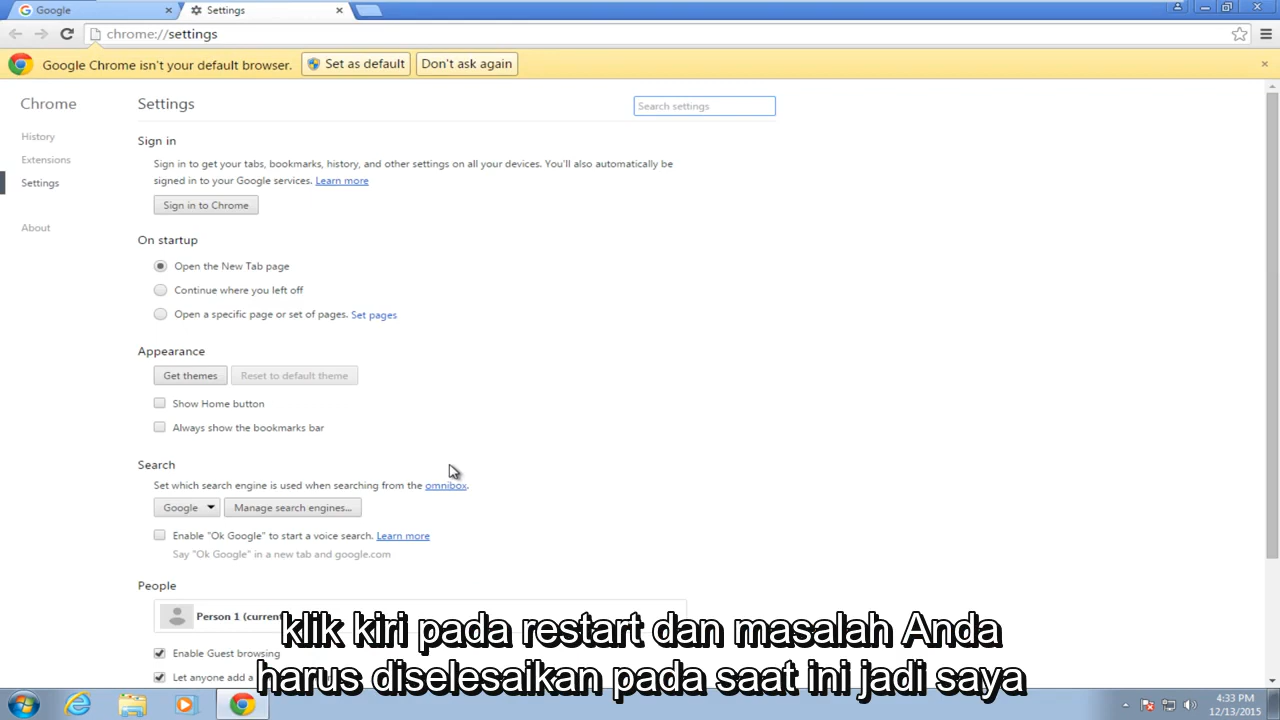 Google
Settings
chrome://settings
Google Chrome isn't your default browser.
Set as default
Don't ask again
Chrome
History
Extensions
Settings
About
Settings
Search settings
Sign in
Sign in to get your tabs, bookmarks, history, and other settings on all your devices. You'll also automatically be
signed in to your Google services. Learn more
Sign in to Chrome
On startup
Open the New Tab page
Continue where you left off
Open a specific page or set of pages. Set pages
Appearance
Get themes
Reset to default theme
Show Home button
Always show the bookmarks bar
Search
Set which search engine is used when searching from the omnibox.
Google
Manage search engines...
Enable "Ok Google" to start a voice search. Learn more
Say "Ok Google" in a new tab and google.com
People
Person 1
Enable Guest browsing
Let anyone add a
klik kiri pada restart dan masalah Anda
harus diselesaikan pada saat ini jadi saya
4:33 PM
12/13/2015